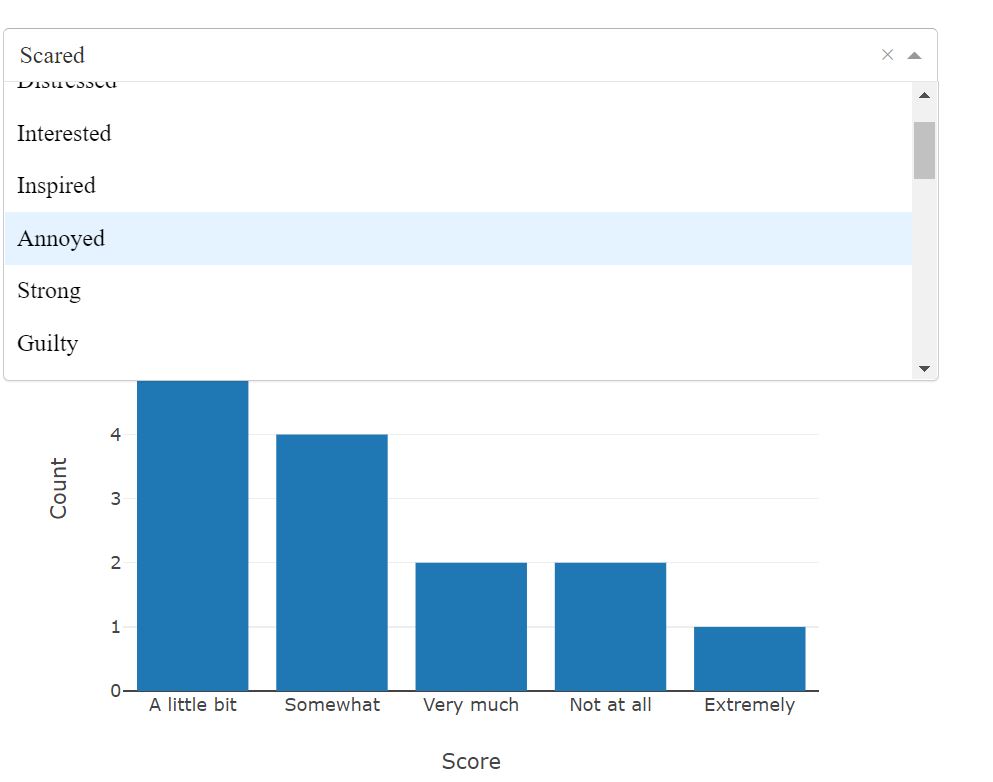 Scared
Distressed
Interested
Inspired
Annoyed
Strong
Guilty
4
3
2
1
0
Count
A little bit Somewhat Very much Not at all Extremely
Score